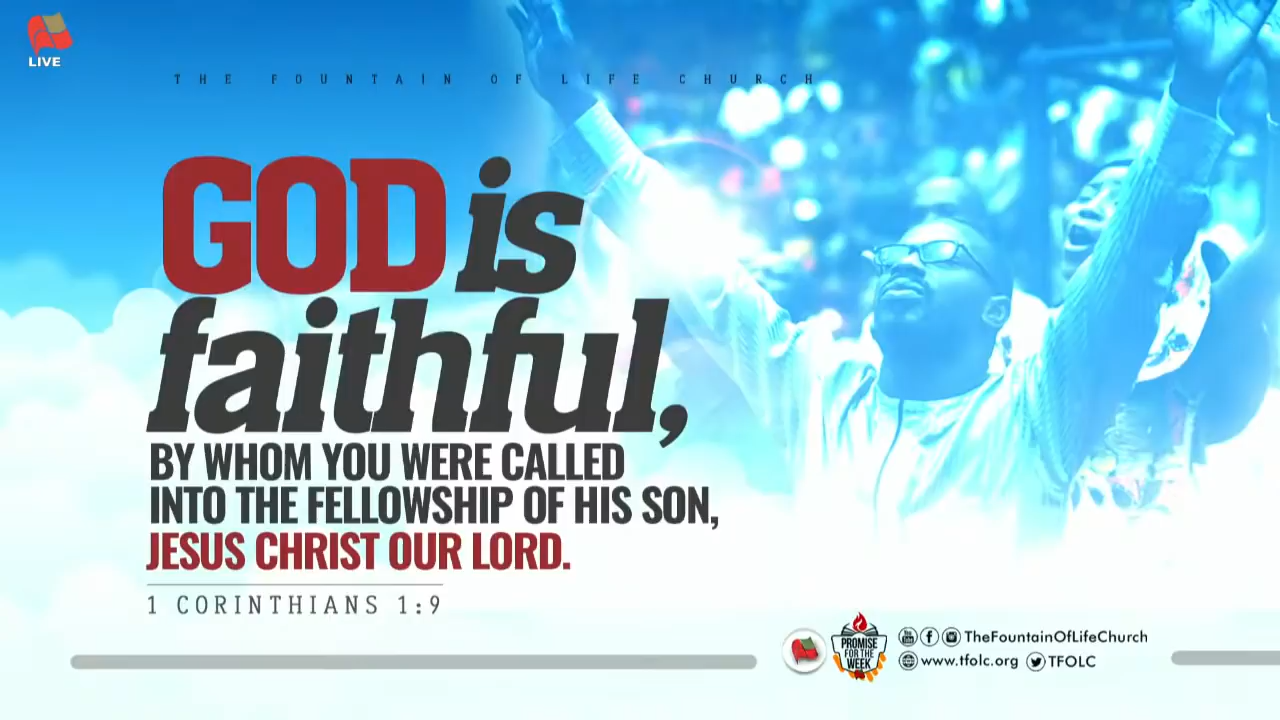 LIVE
THE FOUNTAIN OF LIFE CHURCH
GOD is
faithful,
BY WHOM YOU WERE CALLED
INTO THE FELLOWSHIP OF HIS SON,
JESUS CHRIST OUR LORD.
1 CORINTHIANS 1:9
PROMISE
FOR THE
WEEK
TheFountainOfLifeChurch
www.tfolc.org TFOLC